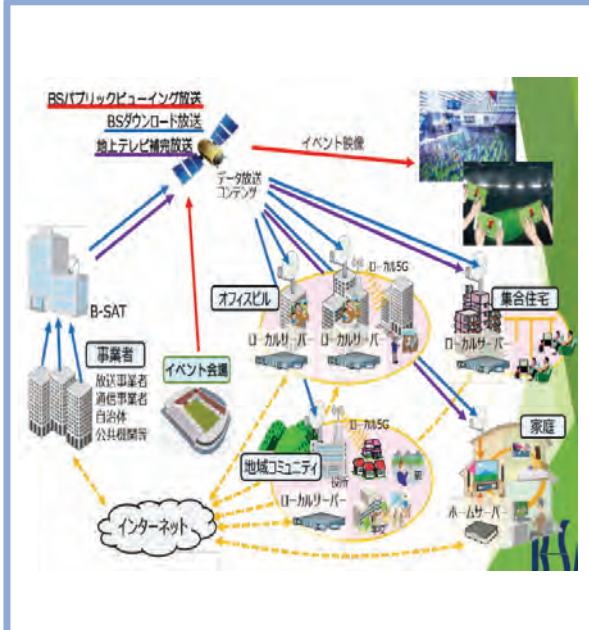 BSパブリックビューイング放送
BSダウンロード放送
地上テレビ補完放送
イベント映像
データ放送
コンテンツ
B-SAT
オフィスビル
ローカル5G
集合住宅
ローカルサーバー
ローカルサーバー
ローカルサーバー
事業者
放送事業者
通信事業者
自治体
公共機関等
イベント会場
ローカル5G
家庭
地域コミュニティ
役所
駅
ローカルサーバー
学校
ホームサーバー
インターネット